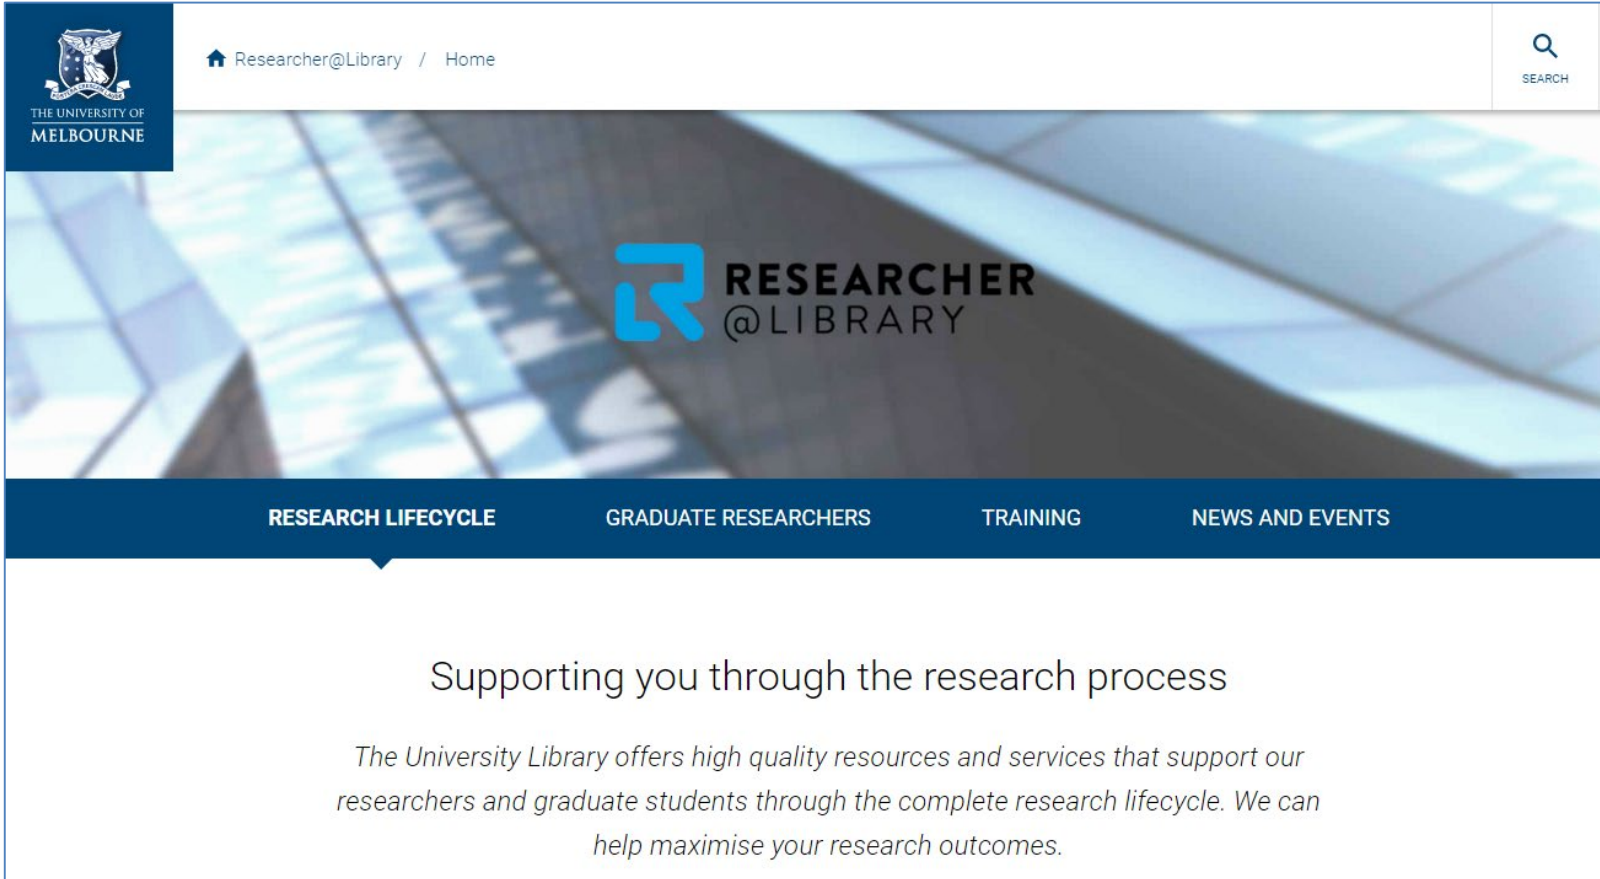 THE UNIVERSITY OF
MELBOURNE
Researcher@Library / Home
SEARCH
RESEARCHER
@LIBRARY
RESEARCH LIFECYCLE
GRADUATE RESEARCHERS
TRAINING
NEWS AND EVENTS
Supporting you through the research process
The University Library offers high quality resources and services that support our
researchers and graduate students through the complete research lifecycle. We can
help maximise your research outcomes.